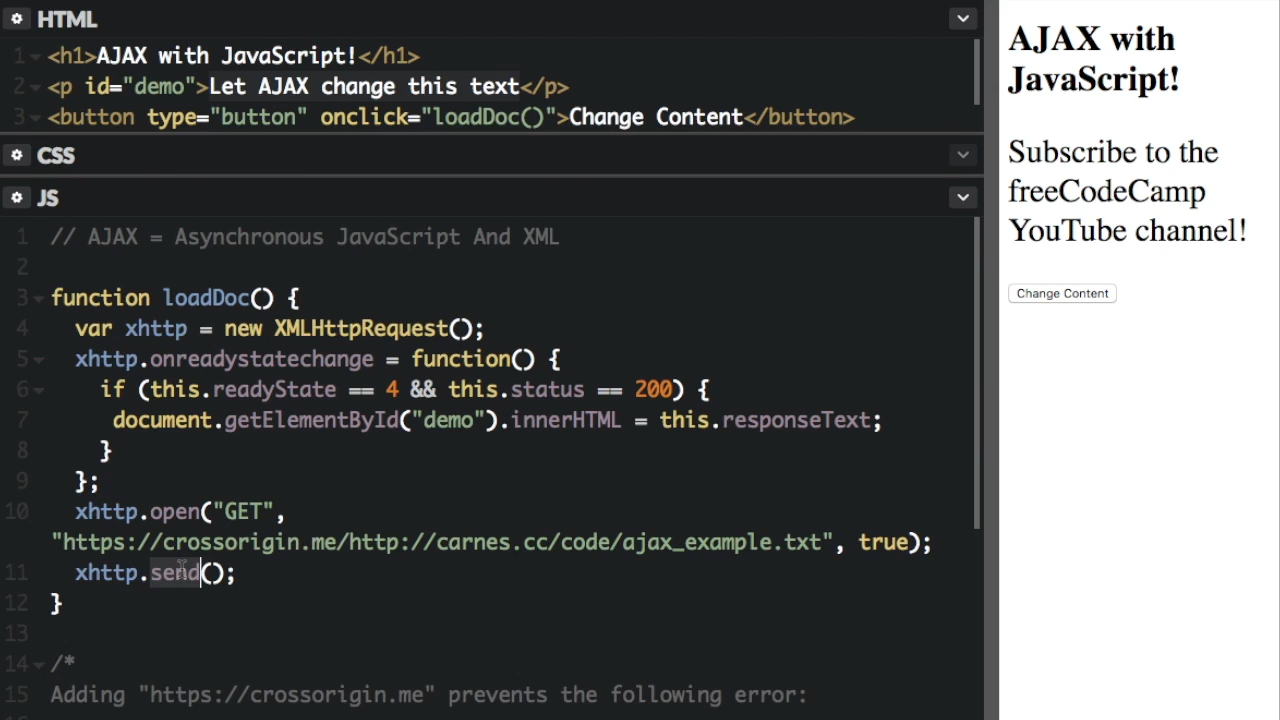 HTML
1 <h1>AJAX with JavaScript!</h1>
2 <p id="demo">Let AJAX change this text</p>
3 <button type="button" onclick="loadDoc()">Change Content</button>
CSS
JS
1 // AJAX = Asynchronous JavaScript And XML
2
3 function loadDoc() {
4 var xhttp = new XMLHttpRequest();
5 xhttp.onreadystatechange = function() {
6 if (this.readyState == 4 && this.status == 200) {
7 document.getElementById("demo").innerHTML = this.responseText;
8 }
9 };
10 xhttp.open("GET",
"https://crossorigin.me/http://carnes.cc/code/ajax_example.txt", true);
11 xhttp.send();
12 }
13
14 /*
15 Adding "https://crossorigin.me" prevents the following error:
AJAX with
JavaScript!
Subscribe to the
freeCodeCamp
YouTube channel!
Change Content